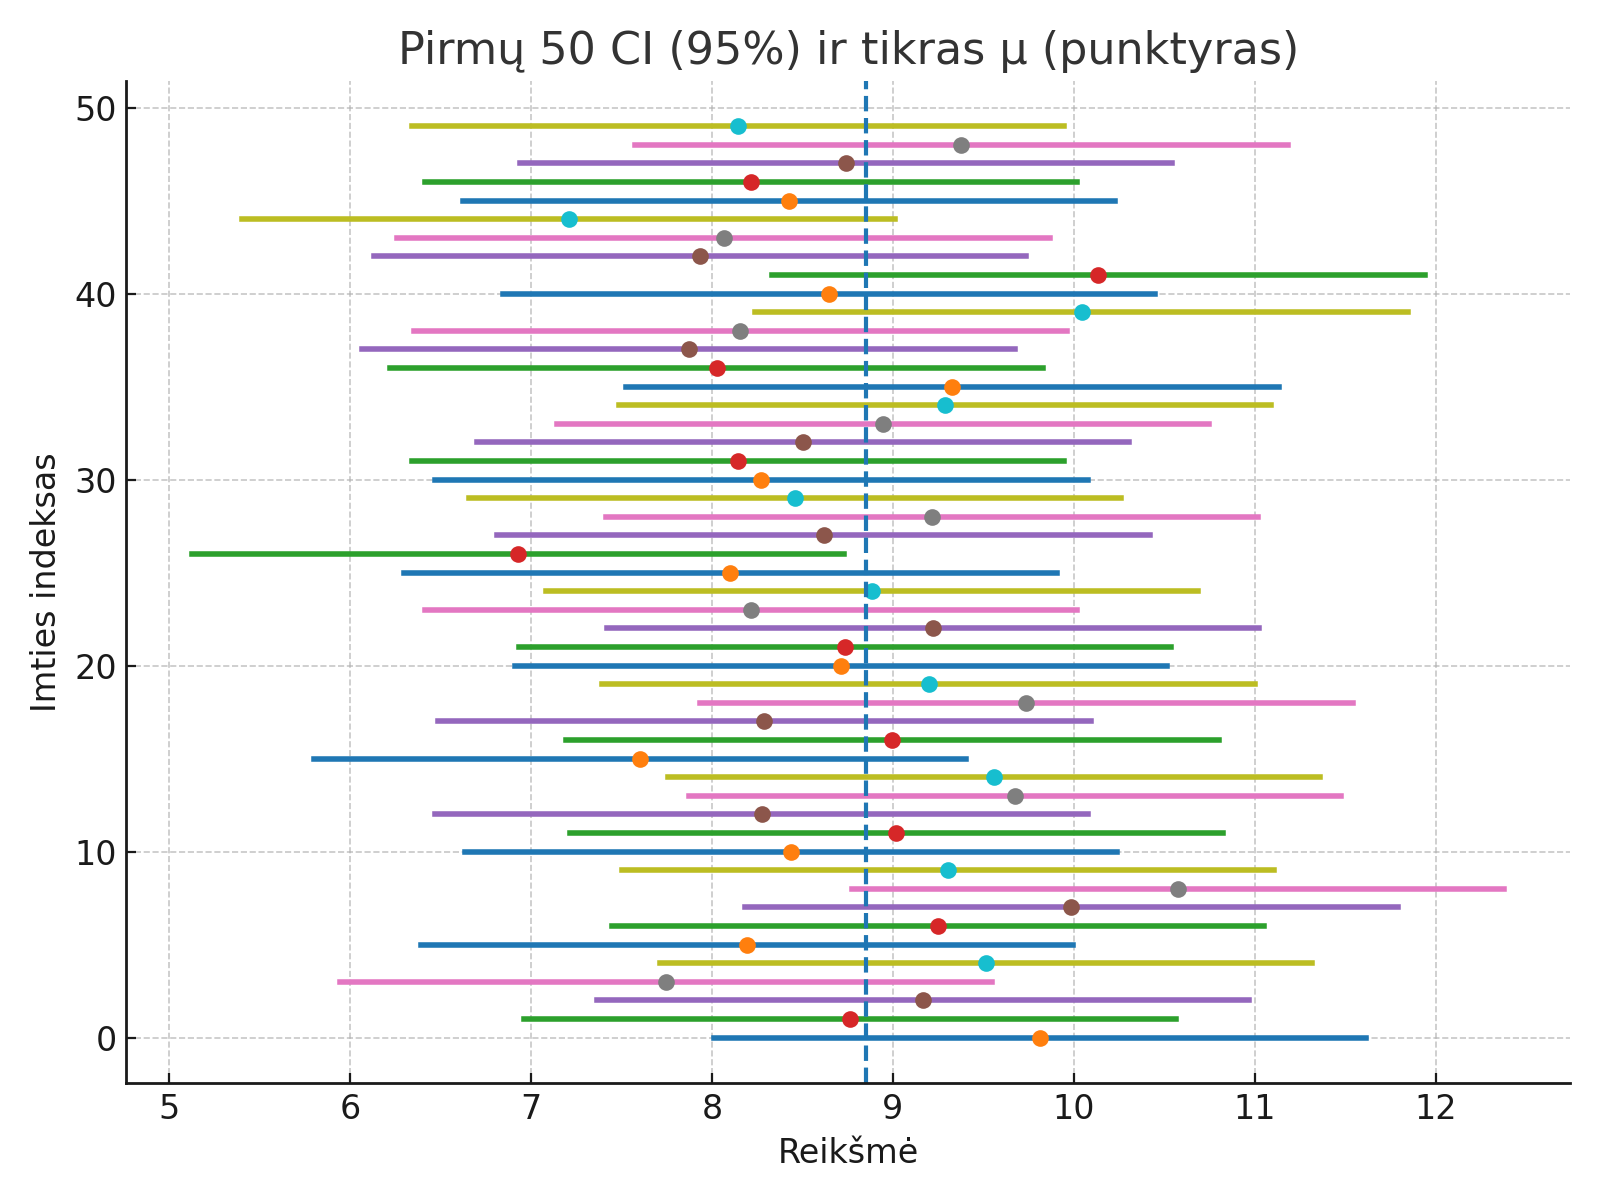 Pirmų 50 CI (95%) ir tikras μ (punktyras)
50
40
30
20
10
0
Imties indeksas
5 6 7 8 9 10 11 12
Reikšmė